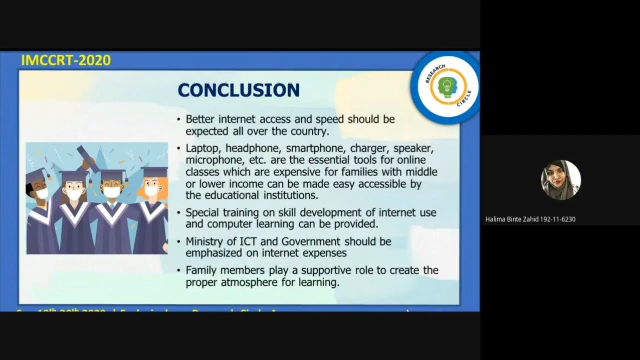 IMCCRT-2020
RESEARCH
CIRCLE
CONCLUSION
• Better internet access and speed should be
expected all over the country.
• Laptop, headphone, smartphone, charger, speaker,
microphone, etc. are the essential tools for online
classes which are expensive for families with middle
or lower income can be made easy accessible by
the educational institutions.
• Special training on skill development of internet use
and computer learning can be provided.
• Ministry of ICT and Government should be
emphasized on internet expenses
• Family members play a supportive role to create the
proper atmosphere for learning.
Halima Binte Zahid 192-11-6230